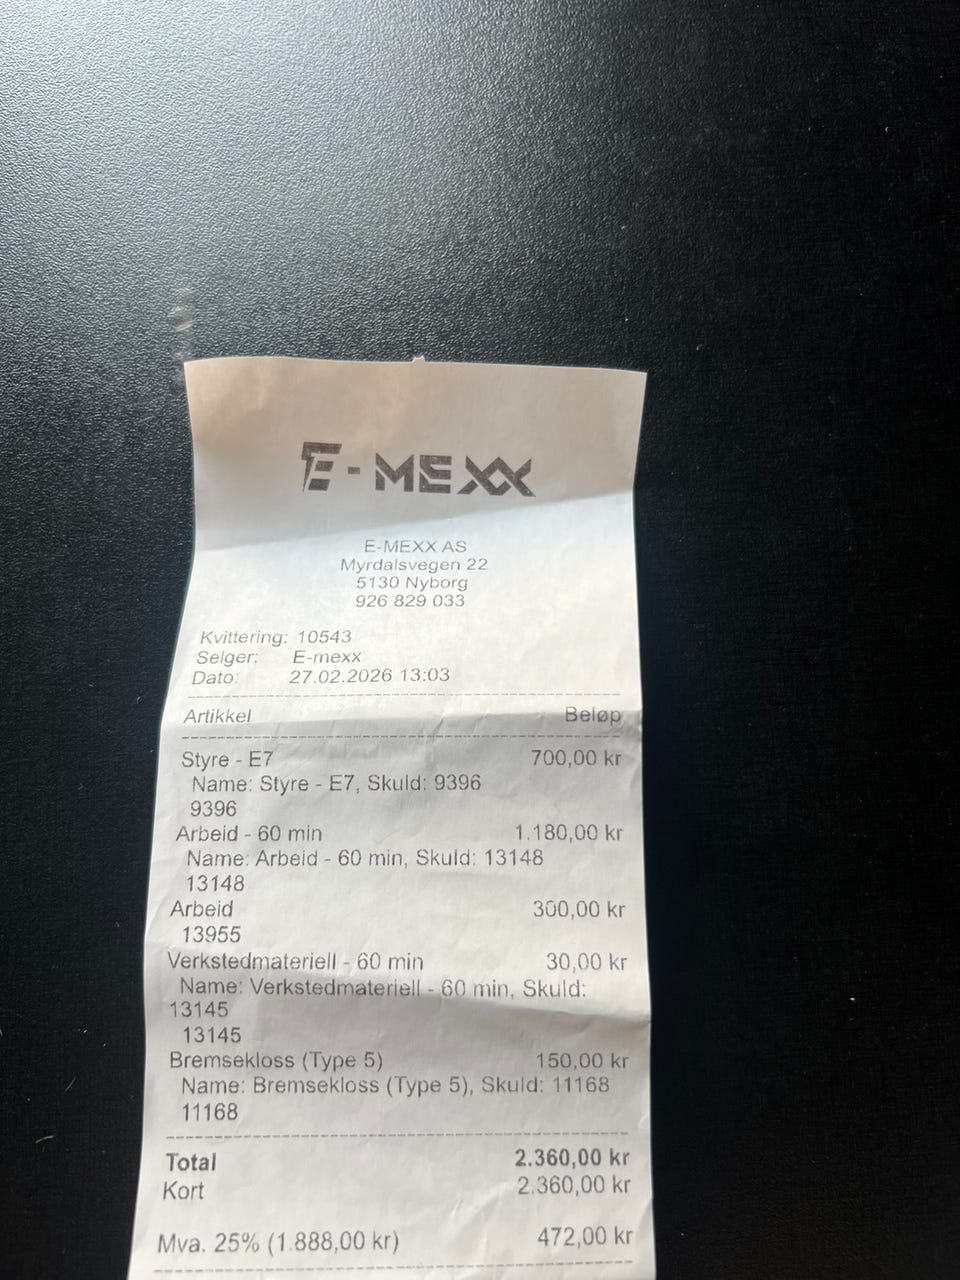 E-MEXX
E-MEXX AS
Myrdalsvegen 22
5130 Nyborg
926 829 033
Kvittering: 10543
Selger: E-mexx
Dato: 27.02.2026 13:03
Artikkel Beløp
Styre - E7 700,00 kr
Name: Styre - E7, SkuId: 9396
9396
Arbeid - 60 min 1.180,00 kr
Name: Arbeid - 60 min, SkuId: 13148
13148
Arbeid 300,00 kr
13955
Verkstedmateriell - 60 min 30,00 kr
Name: Verkstedmateriell - 60 min, SkuId:
13145
13145
Bremsekloss (Type 5) 150,00 kr
Name: Bremsekloss (Type 5), SkuId: 11168
11168
Total 2.360,00 kr
Kort 2.360,00 kr
Mva. 25% (1.888,00 kr) 472,00 kr